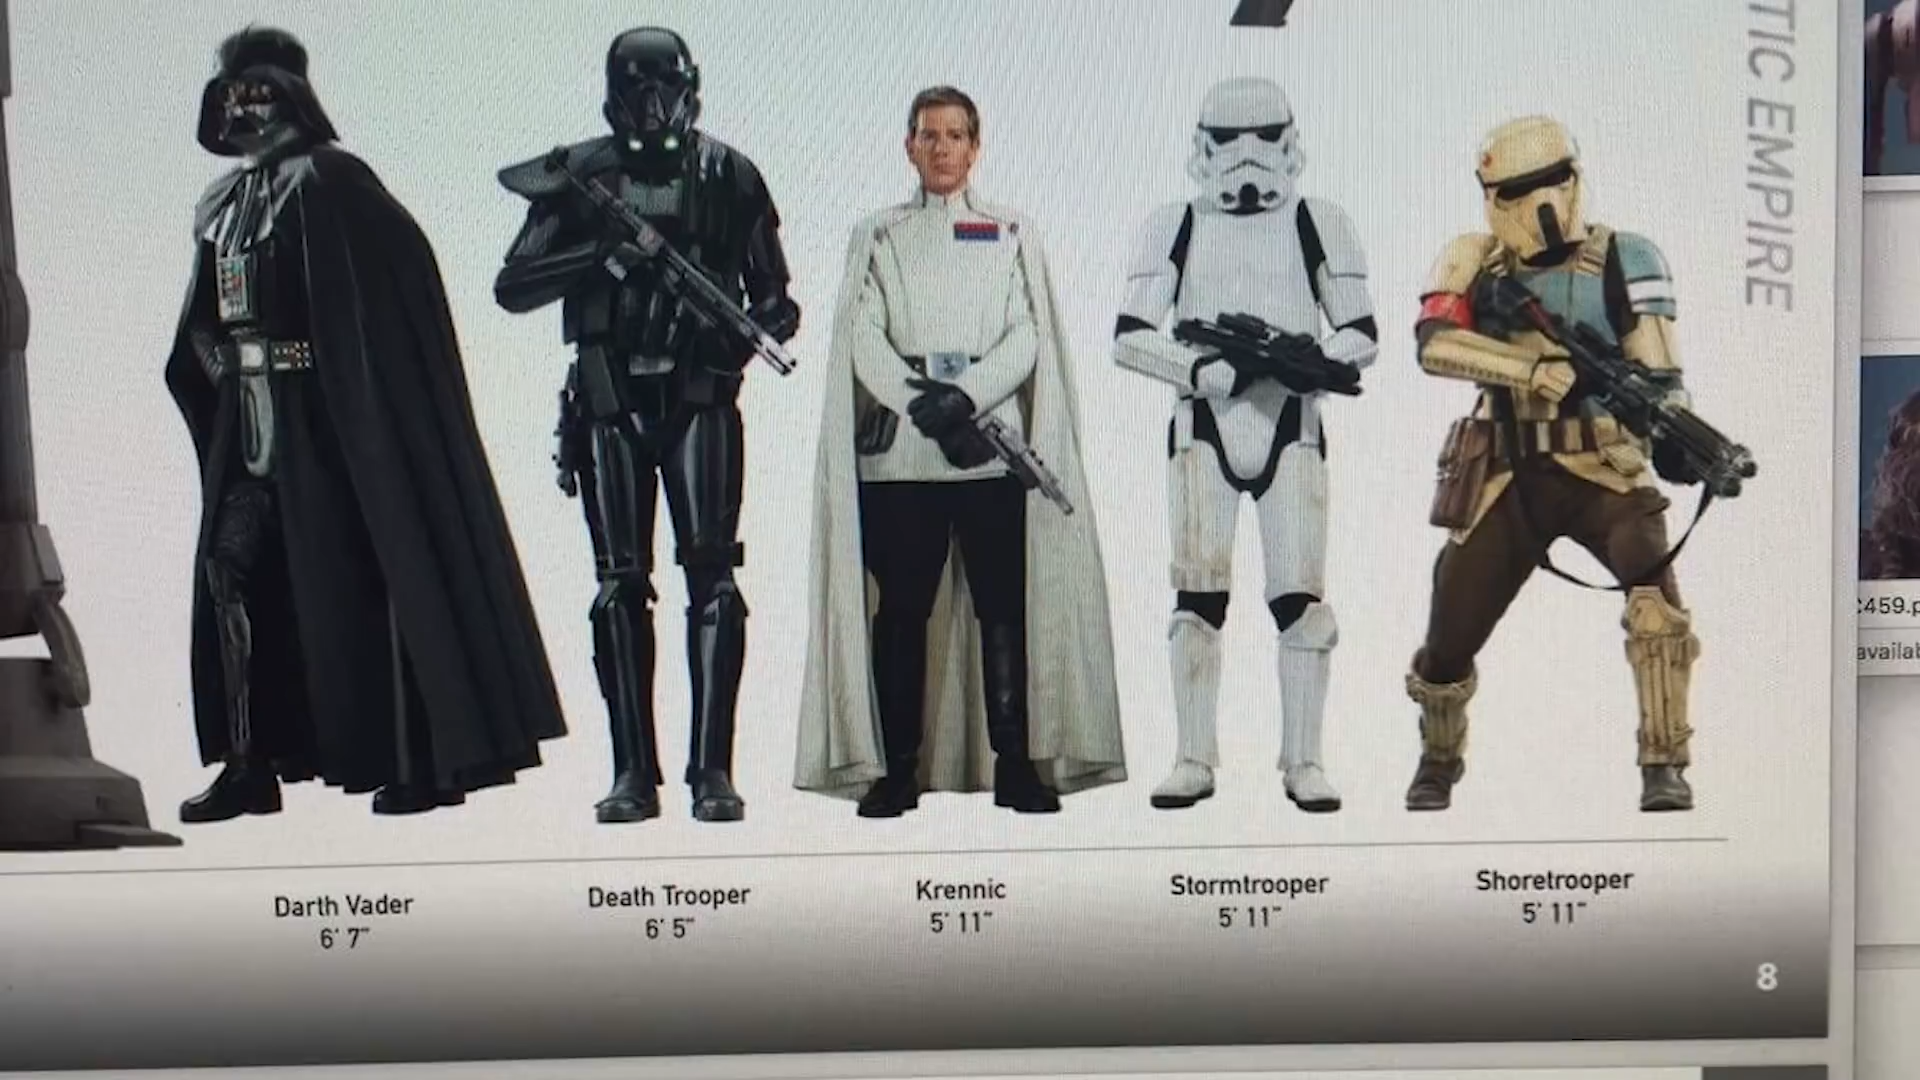 TIC EMPIRE
:459.p
availab
Darth Vader
6' 7"
Death Trooper
6' 5"
Krennic
5' 11"
Stormtrooper
5' 11"
Shoretrooper
5' 11"
8